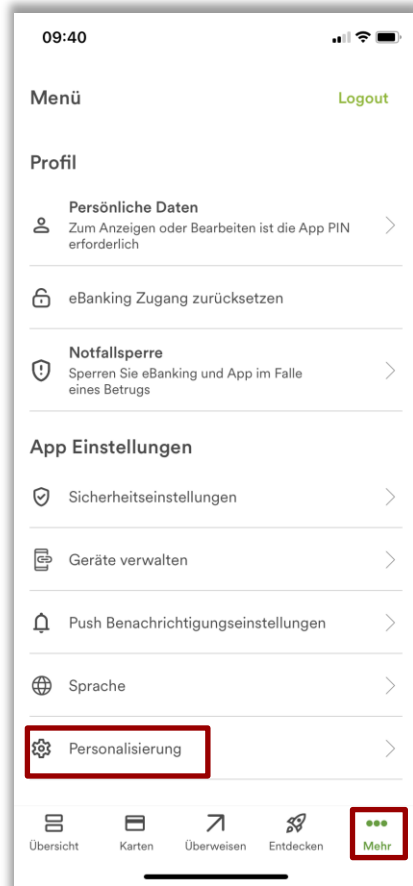 09:40
Menü
Logout
Profil
Persönliche Daten
Zum Anzeigen oder Bearbeiten ist die App PIN
erforderlich
eBanking Zugang zurücksetzen
Notfallsperre
Sperren Sie eBanking und App im Falle
eines Betrugs
App Einstellungen
Sicherheitseinstellungen
Geräte verwalten
Push Benachrichtigungseinstellungen
Sprache
Personalisierung
Übersicht
Karten
Überweisen
Entdecken
Mehr